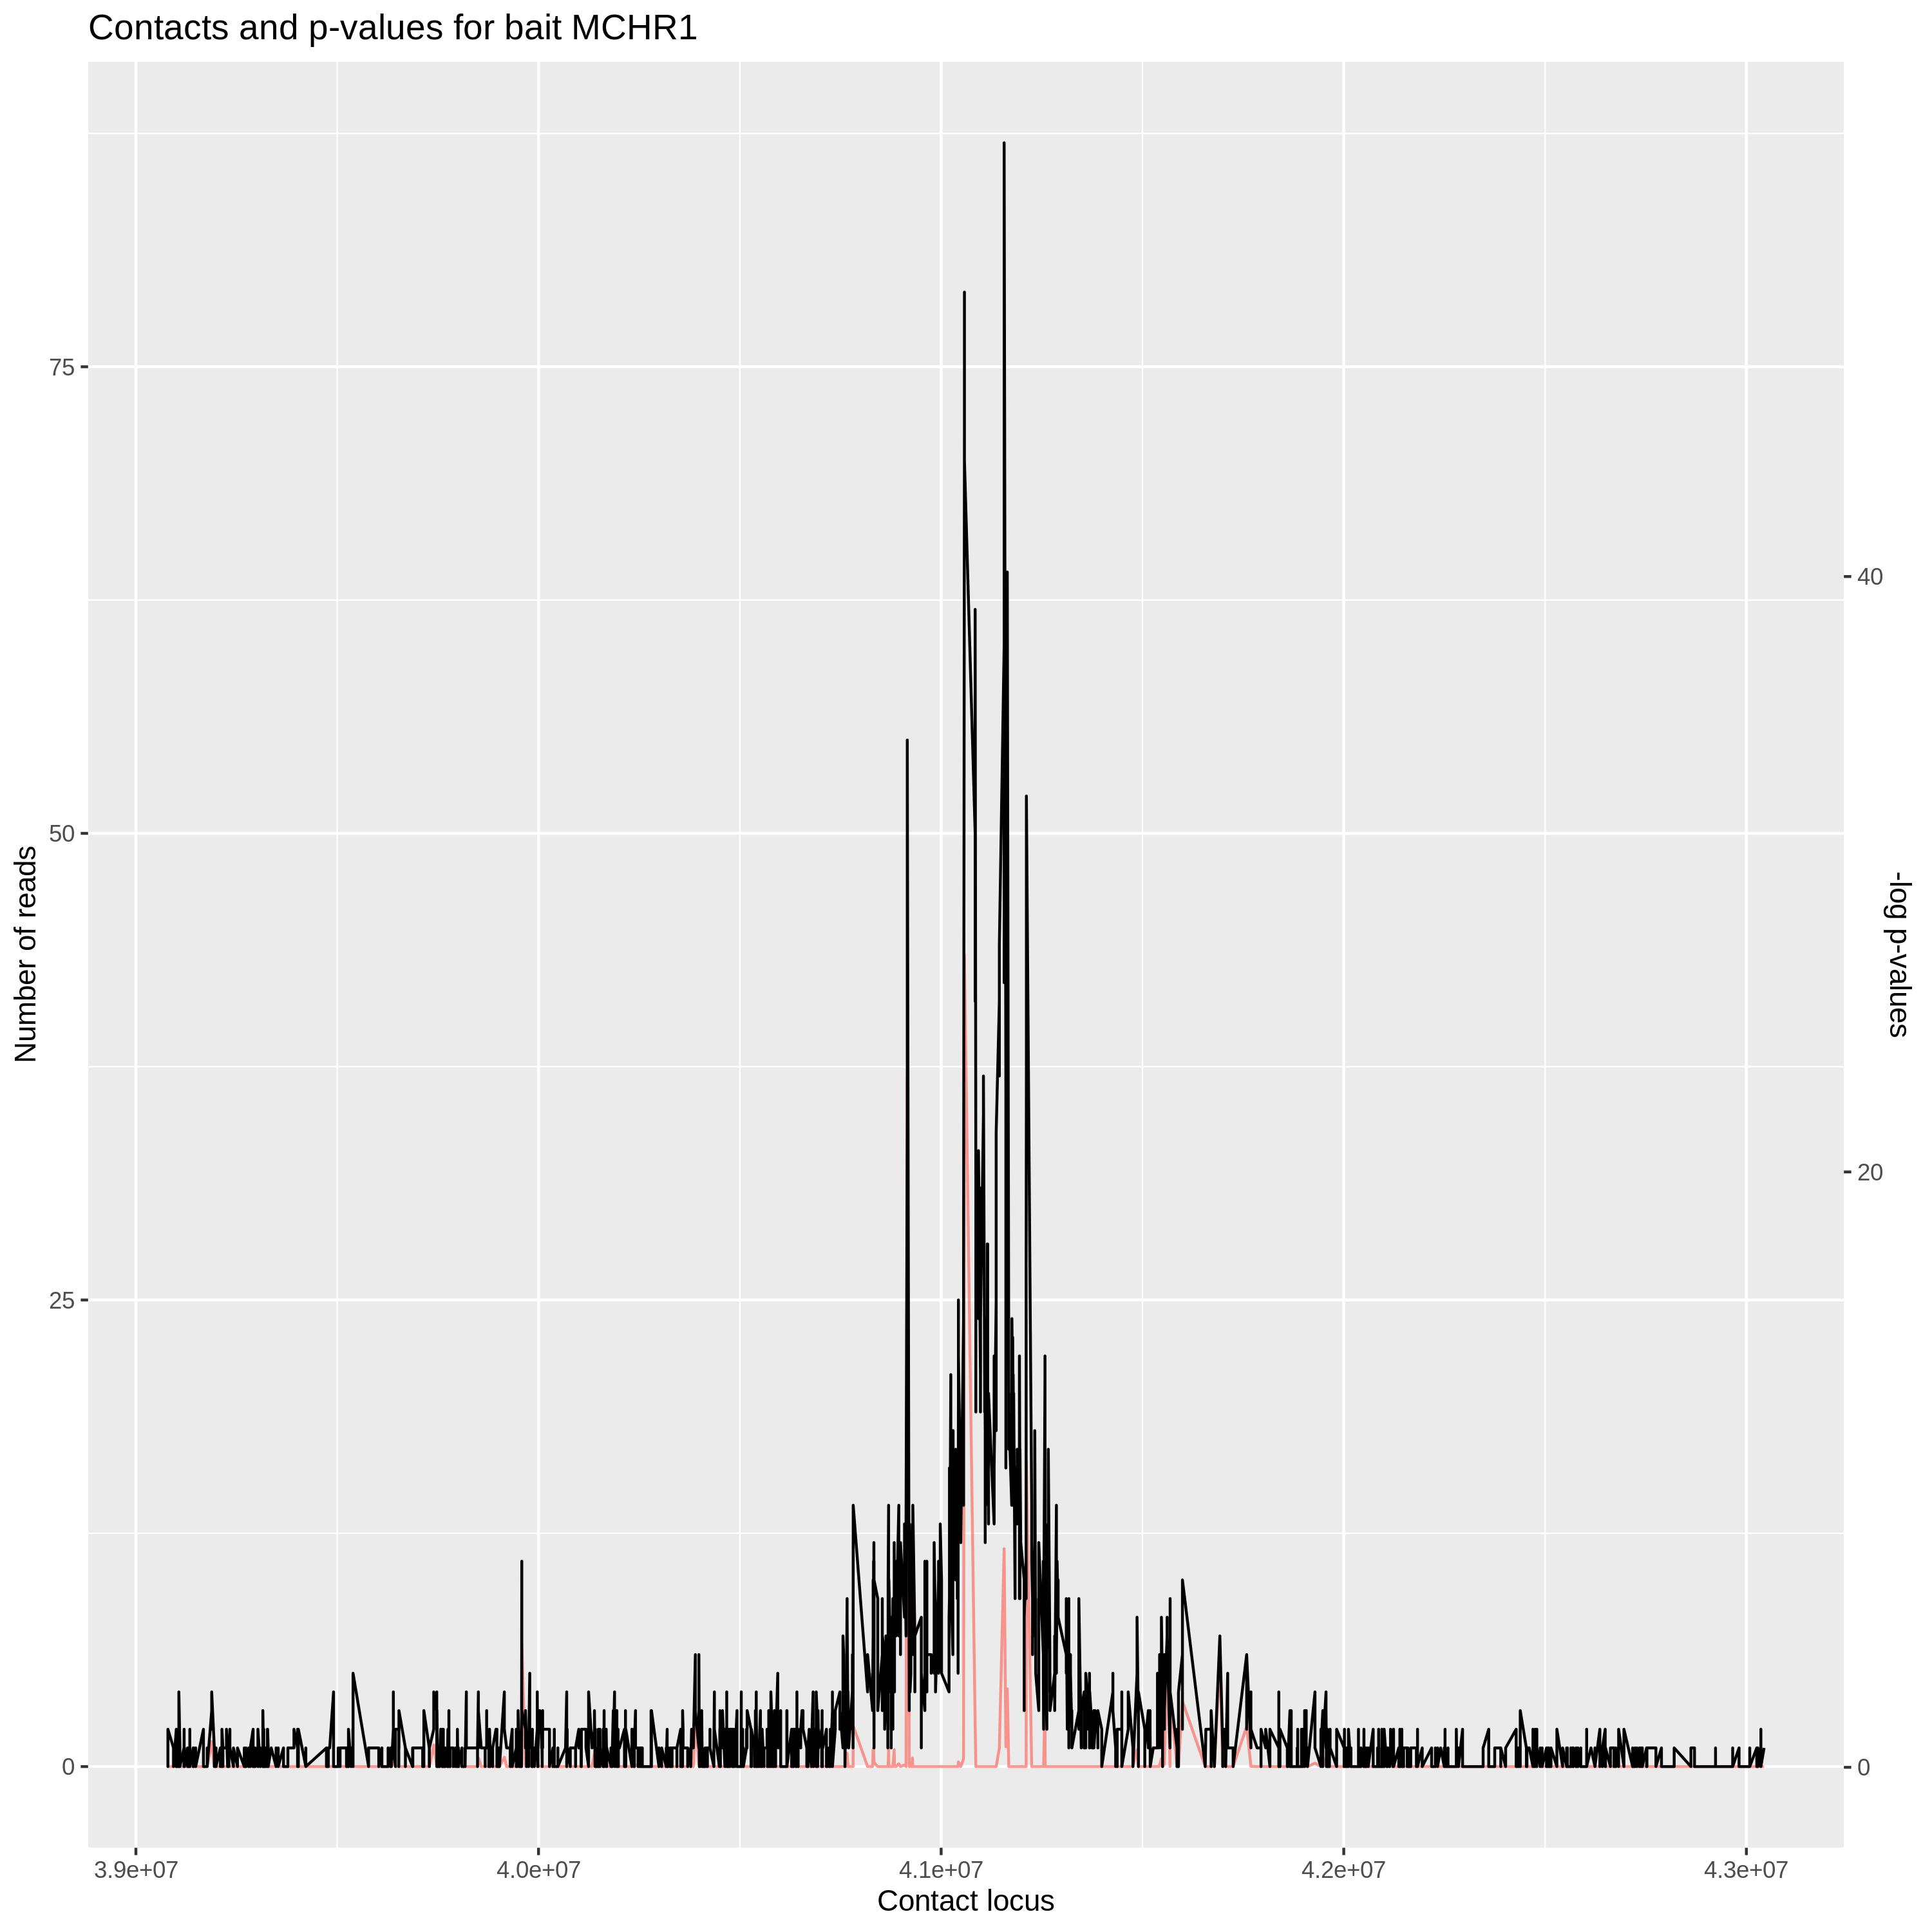 Contacts and p-values for bait MCHR1
75
50
25
0
40
20
0
Number of reads
-log p-values
3.9e+07 4.0e+07 4.1e+07 4.2e+07 4.3e+07
Contact locus